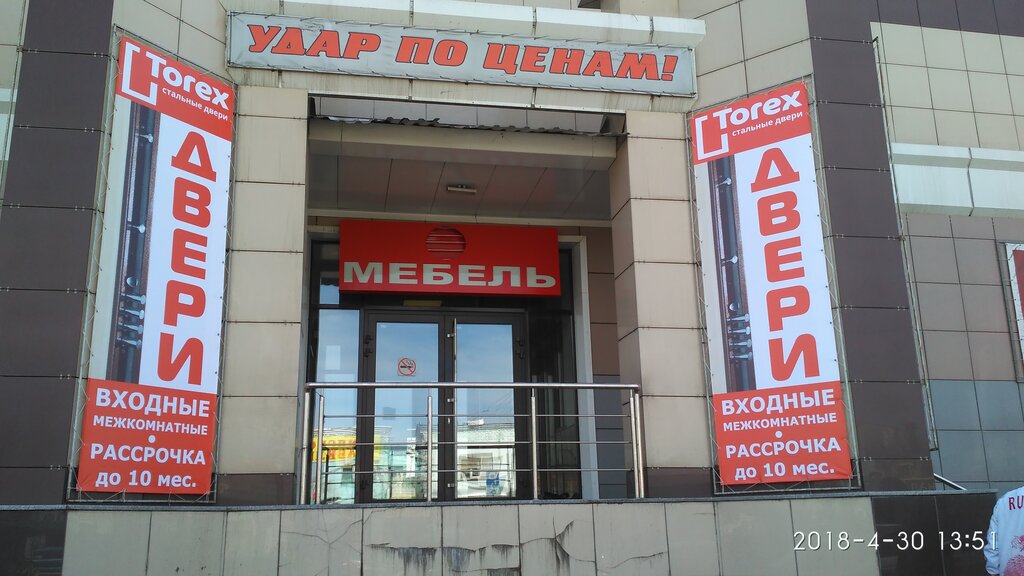 УДАР ПО ЦЕНАМ!
Torex
стальные двери
ДВЕРИ
ВХОДНЫЕ
МЕЖКОМНАТНЫЕ
•
РАССРОЧКА
до 10 мес.
МЕБЕЛЬ
Torex
стальные двери
ДВЕРИ
ВХОДНЫЕ
МЕЖКОМНАТНЫЕ
•
РАССРОЧКА
до 10 мес.
RU
2018-4-30 13:51